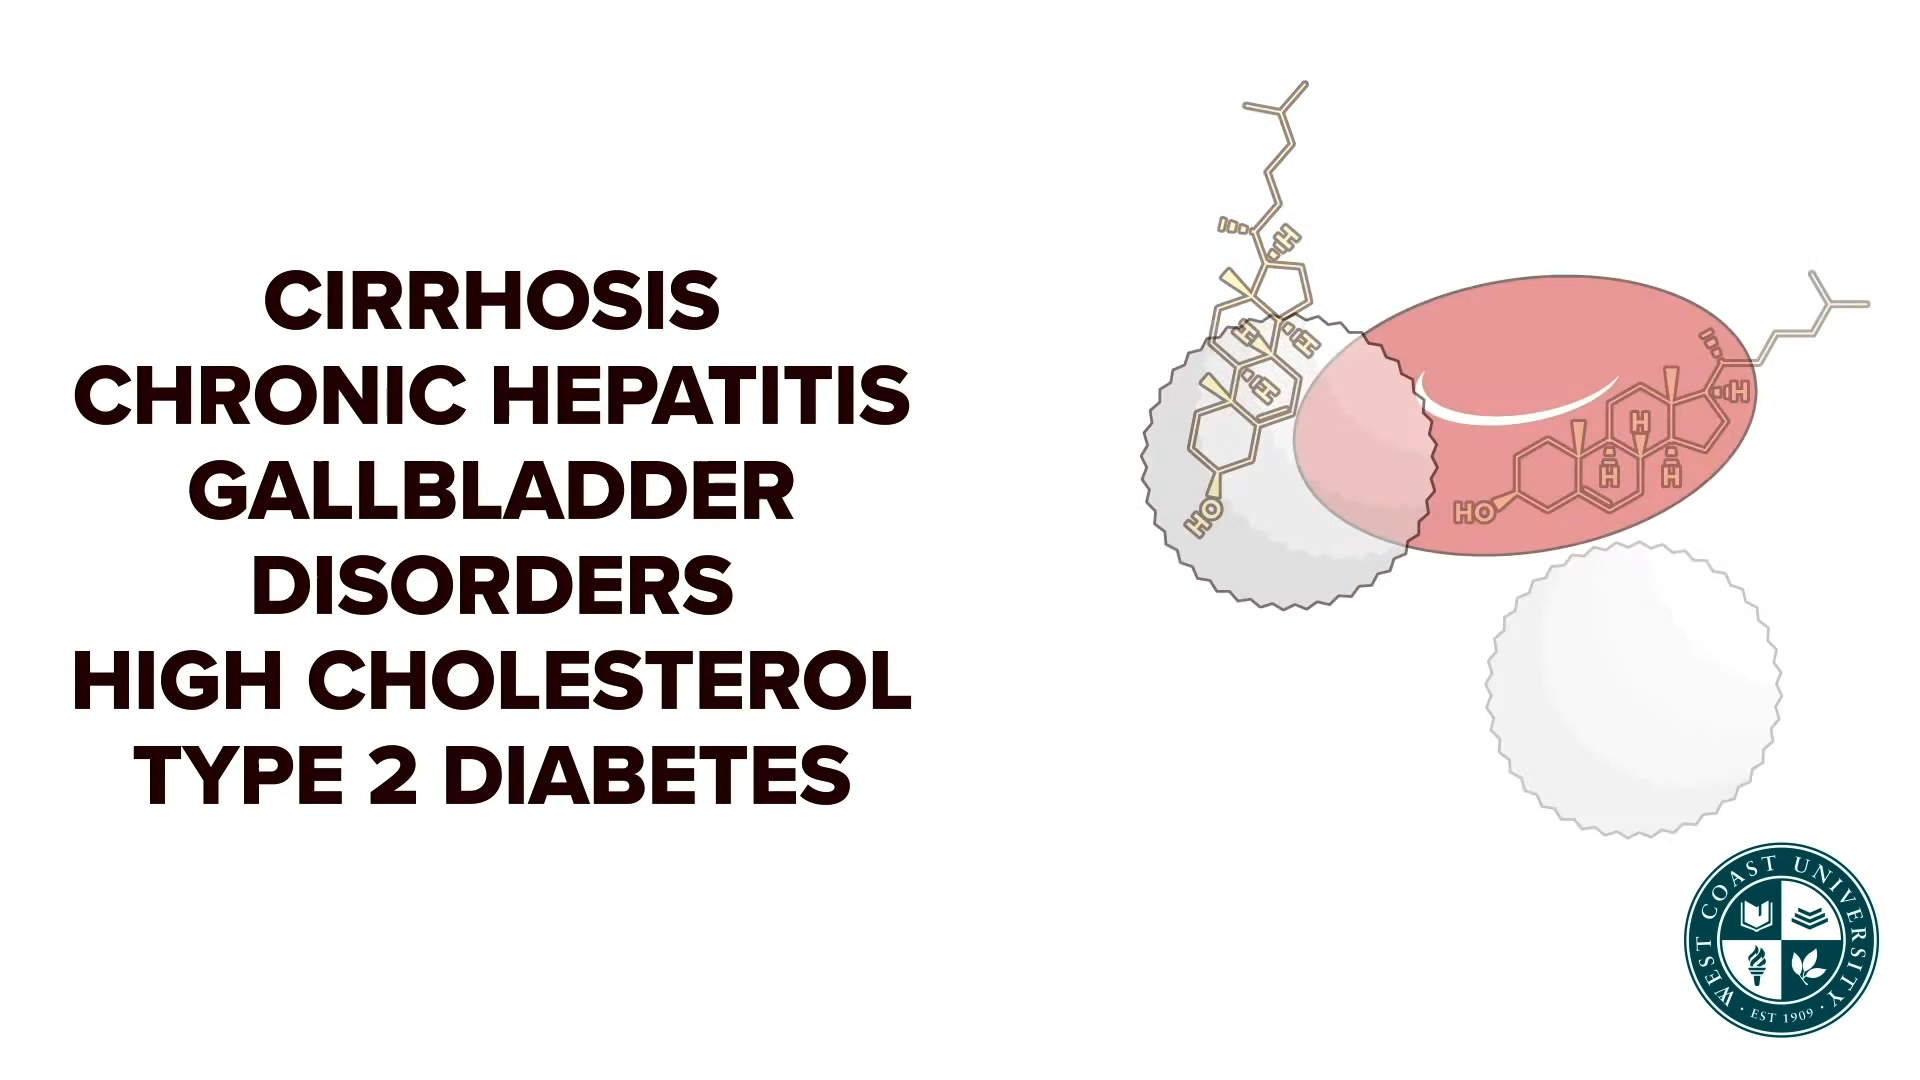 CIRRHOSIS
CHRONIC HEPATITIS
GALLBLADDER
DISORDERS
HIGH CHOLESTEROL
TYPE 2 DIABETES
H
H
H
H
HO
H
H
H
H
HO
WEST COAST UNIVERSITY
· EST 1909 ·